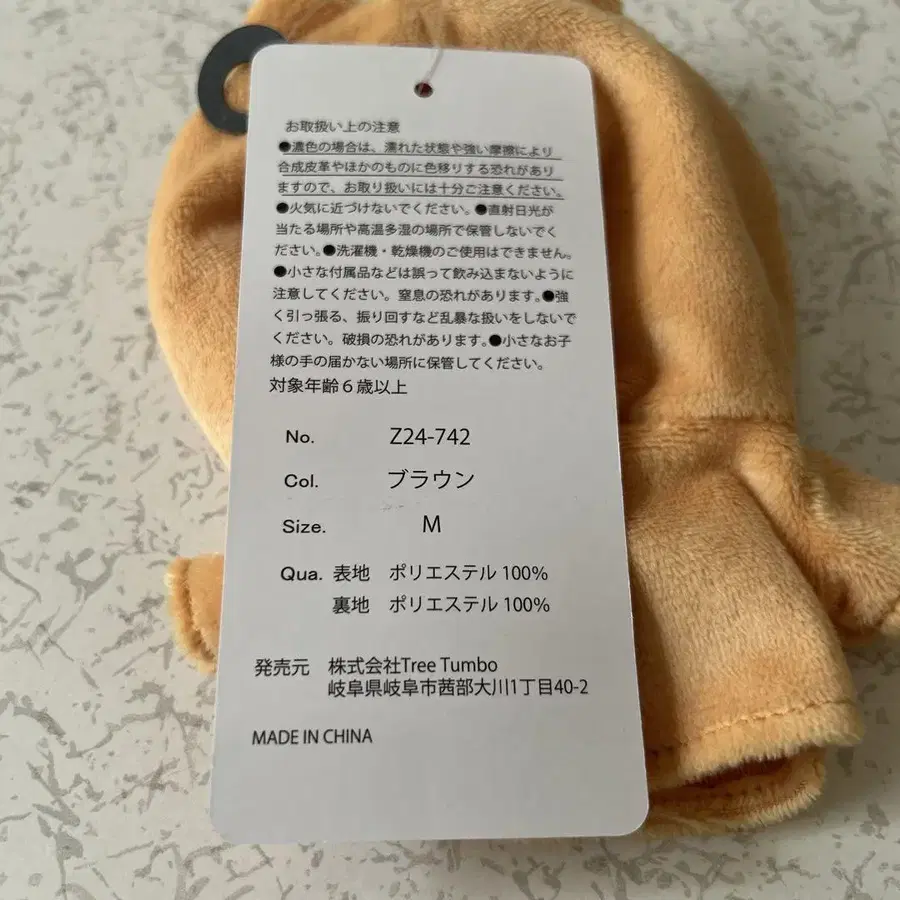 お取扱い上の注意
●濃色の場合は、濡れた状態や強い摩擦により
合成皮革やほかのものに色移りする恐れがあり
ますので、お取り扱いには十分ご注意ください。
●火気に近づけないでください。●直射日光が
当たる場所や高温多湿の場所で保管しないでく
ださい。●洗濯機・乾燥機のご使用はできません。
●小さな付属品などは誤って飲み込まないように
注意してください。窒息の恐れがあります。●強
く引っ張る、振り回すなど乱暴な扱いをしないで
ください。破損の恐れがあります。●小さなお子
様の手の届かない場所に保管してください。
対象年齢６歳以上
No. Z24-742
Col. ブラウン
Size. M
Qua. 表地 ポリエステル 100%
裏地 ポリエステル 100%
発売元 株式会社Tree Tumbo
岐阜県岐阜市茜部大川1丁目40-2
MADE IN CHINA